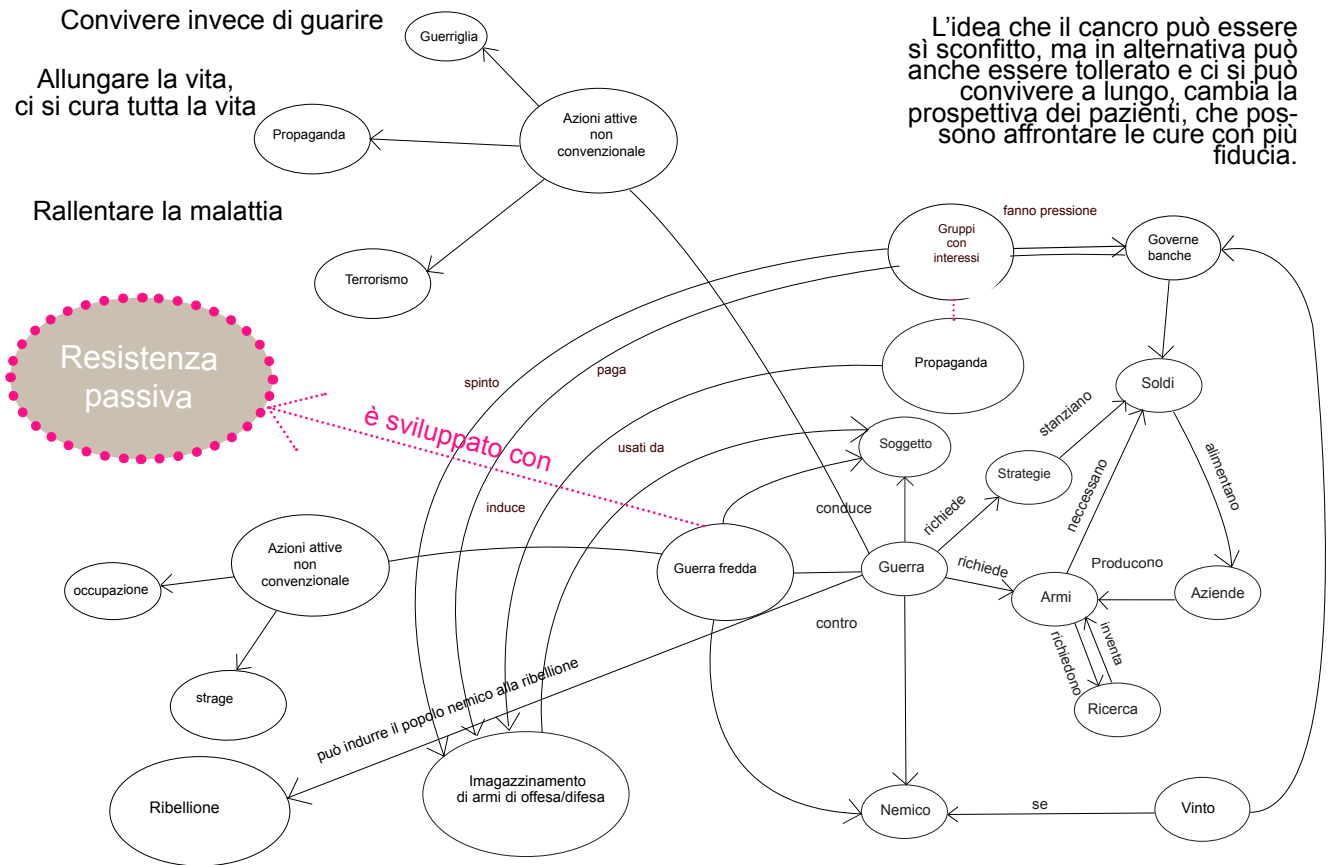 Convivere invece di guarire
Allungare la vita,
ci si cura tutta la vita
Rallentare la malattia
L'idea che il cancro può essere
sì sconfitto, ma in alternativa può
anche essere tollerato e ci si può
convivere a lungo, cambia la
prospettiva dei pazienti, che pos-
sono affrontare le cure con più
fiducia.
Guerriglia
Propaganda
Azioni attive
non
convenzionale
Terrorismo
Resistenza
passiva
è sviluppato con
fanno pressione
Gruppi
con
interessi
Governe
banche
Propaganda
spinto
paga
usati da
induce
Soldi
stanziano
Soggetto
Strategie
neccessano
alimentano
conduce
richiede
Azioni attive
non
convenzionale
occupazione
strage
Guerra fredda
Guerra
richiede
Producono
Armi
Aziende
contro
richiedono
inventa
Ricerca
può indurre il popolo nemico alla ribellione
Ribellione
Imagazzinamento
di armi di offesa/difesa
Nemico
se
Vinto